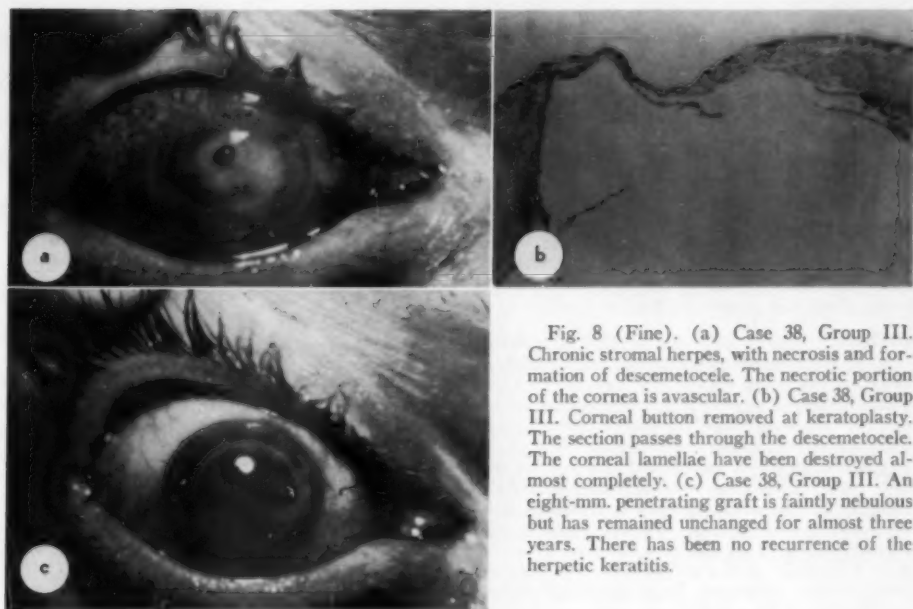 a
b
c
Fig. 8 (Fine). (a) Case 38, Group III.
Chronic stromal herpes, with necrosis and for-
mation of descemetocele. The necrotic portion
of the cornea is avascular. (b) Case 38, Group
III. Corneal button removed at keratoplasty.
The section passes through the descemetocele.
The corneal lamellae have been destroyed al-
most completely. (c) Case 38, Group III. An
eight-mm. penetrating graft is faintly nebulous
but has remained unchanged for almost three
years. There has been no recurrence of the
herpetic keratitis.